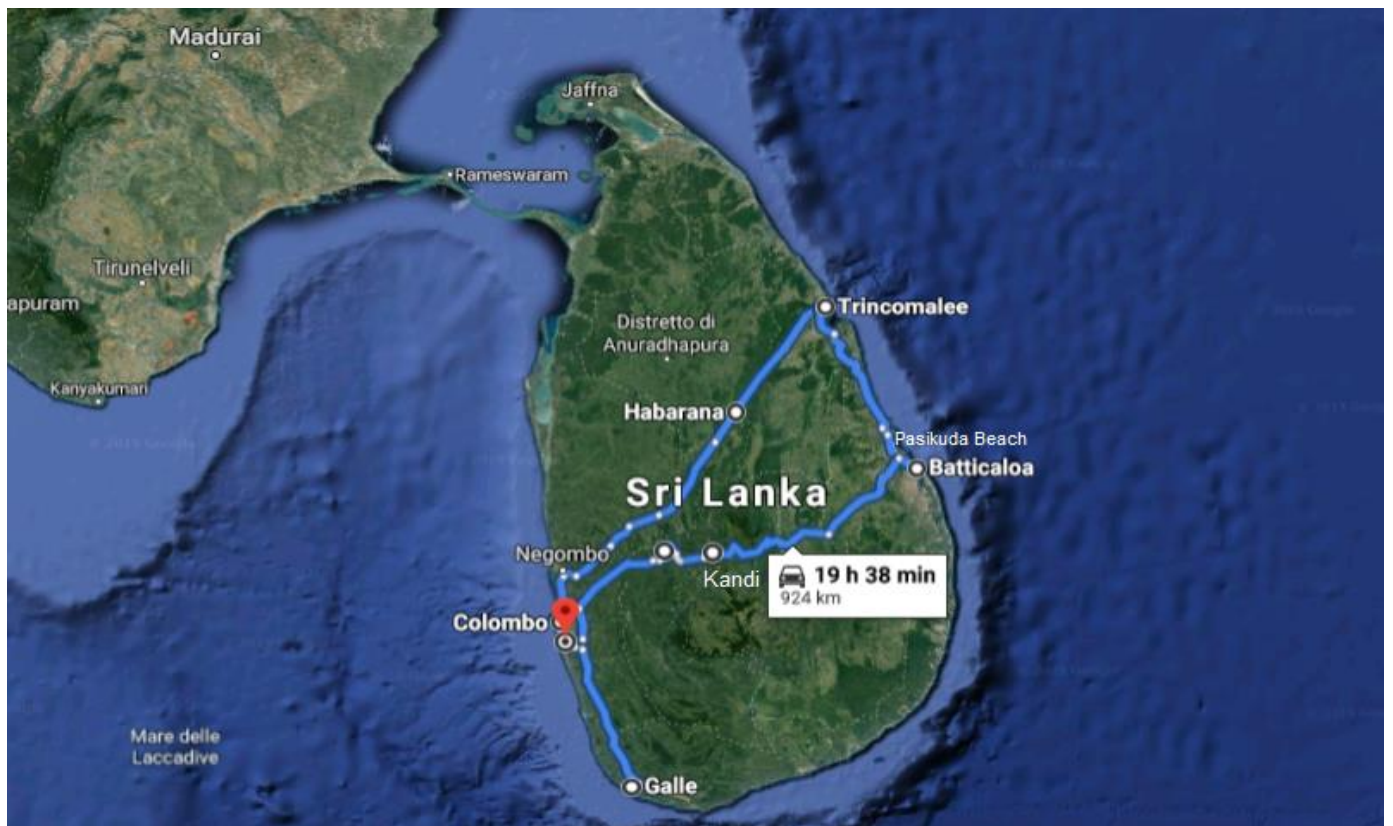 Madurai
Jaffna
Rameswaram
Tirunelveli
apuram
Trincomalee
Distretto di
Anuradhapura
Kanyakumari
Habarana
Pasikuda Beach
Batticaloa
Sri Lanka
Negombo
Kandi
19 h 38 min
924 km
Colombo
Mare delle
Laccadive
Galle